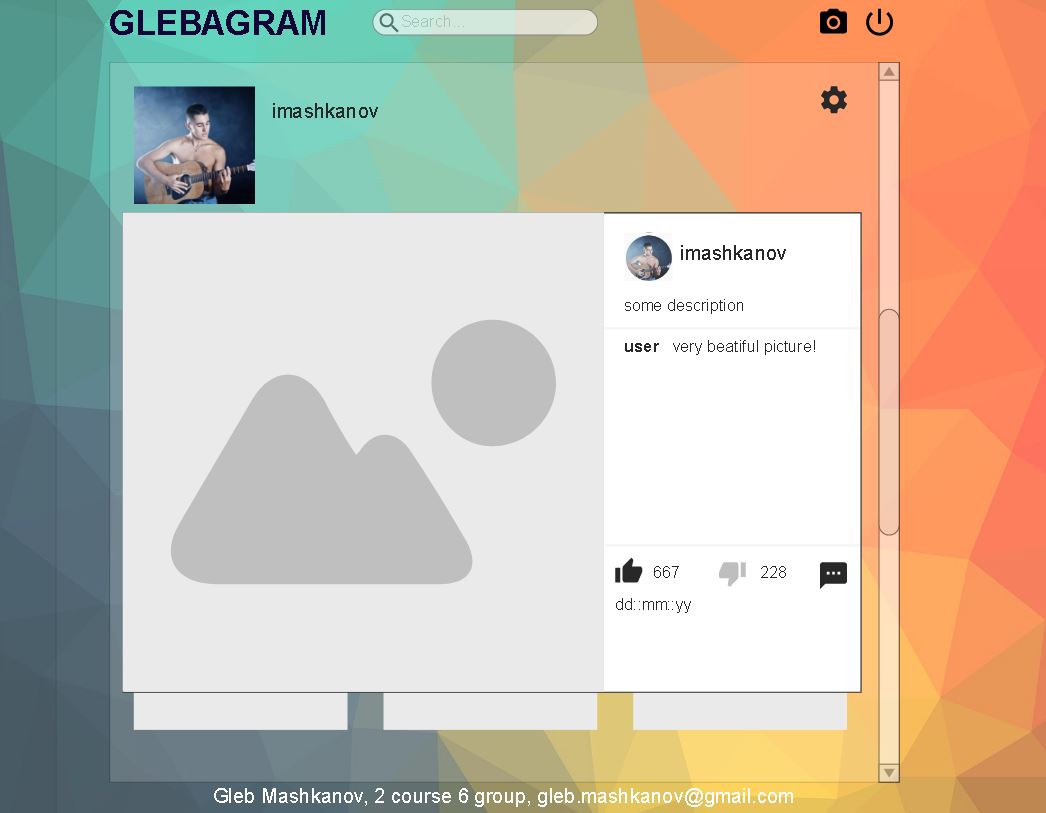 GLEBAGRAM
Search...
imashkanov
imashkanov
some description
user very beatiful picture!
667 228
dd::mm::yy
Gleb Mashkanov, 2 course 6 group, gleb.mashkanov@gmail.com